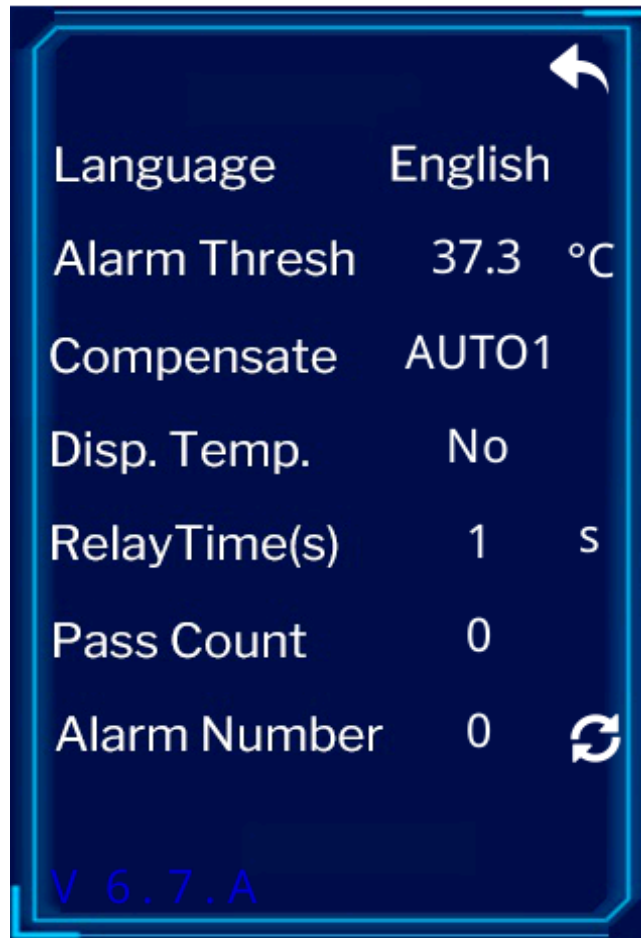 Language English
Alarm Thresh 37.3 °C
Compensate AUTO1
Disp. Temp. No
RelayTime(s) 1 s
Pass Count 0
Alarm Number 0
V 6.7.A